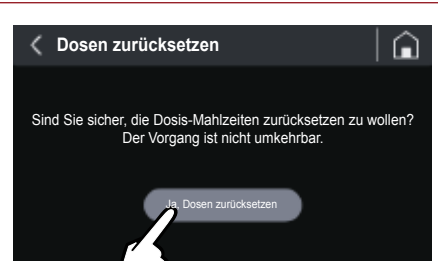 Dosen zurücksetzen
Sind Sie sicher, die Dosis-Mahlzeiten zurücksetzen zu wollen?
Der Vorgang ist nicht umkehrbar.
Ja, Dosen zurücksetzen